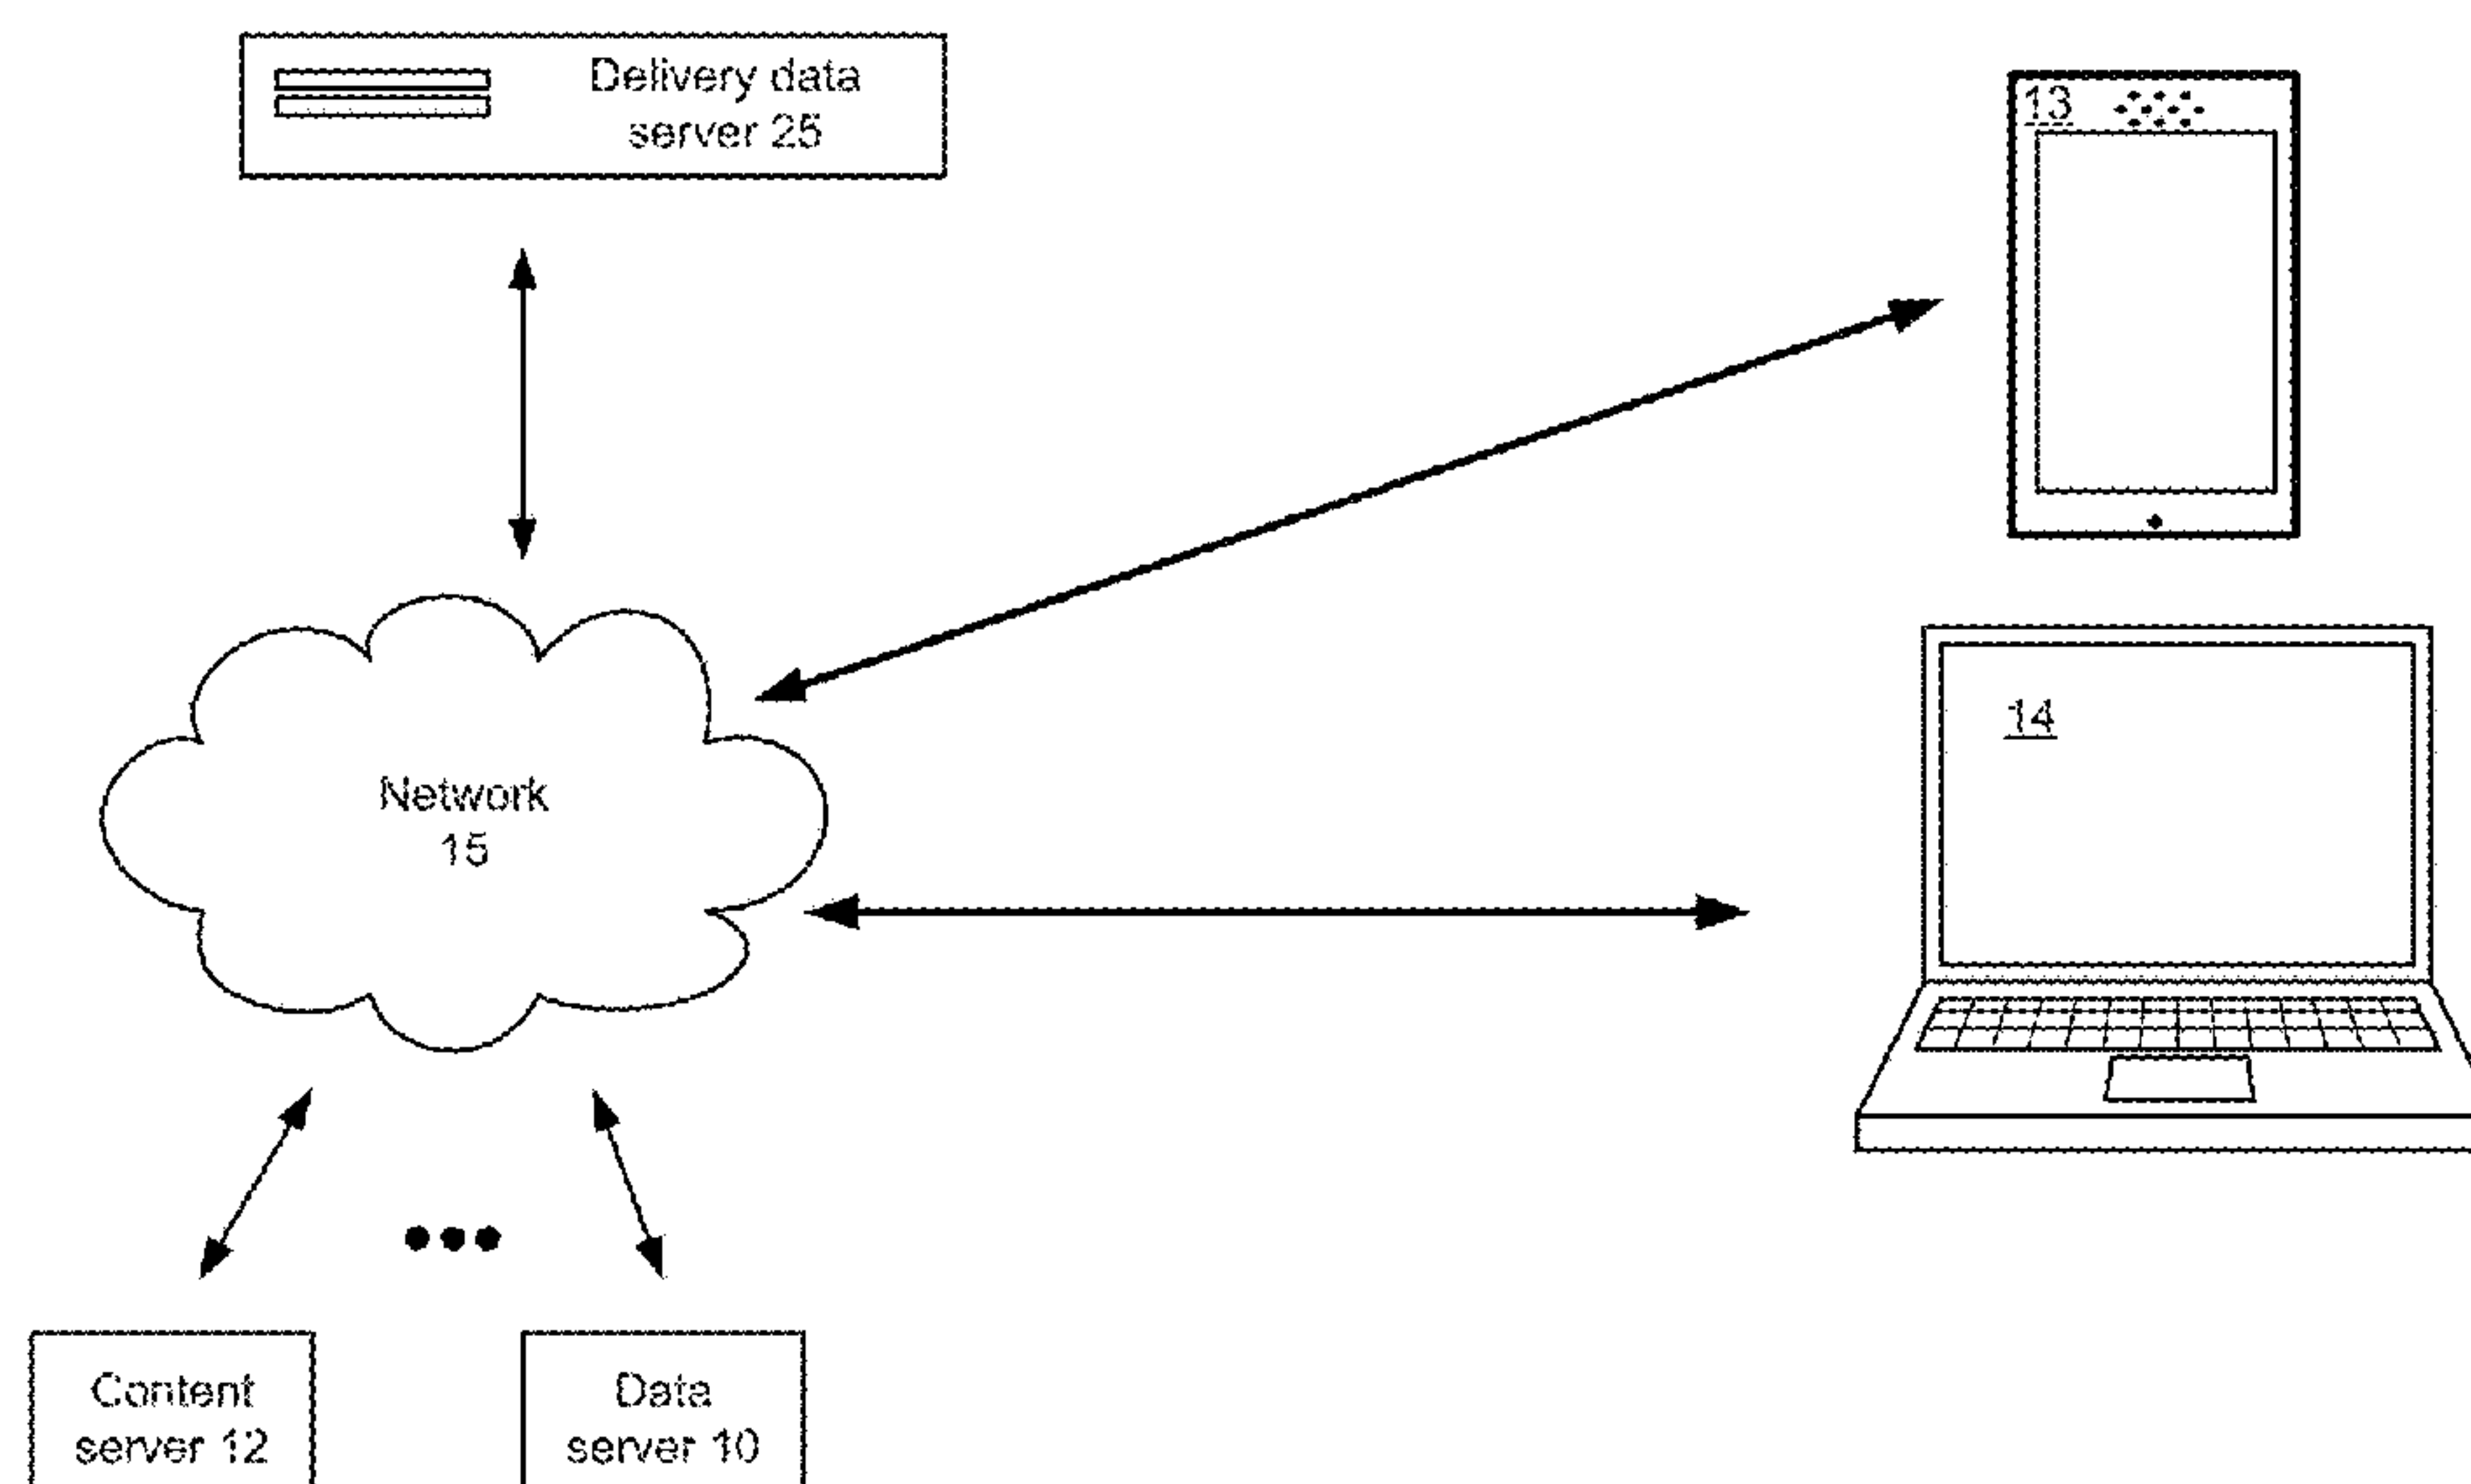 Delivery data
server 25
13
14
Network
15
Content
server 12
Data
server 10